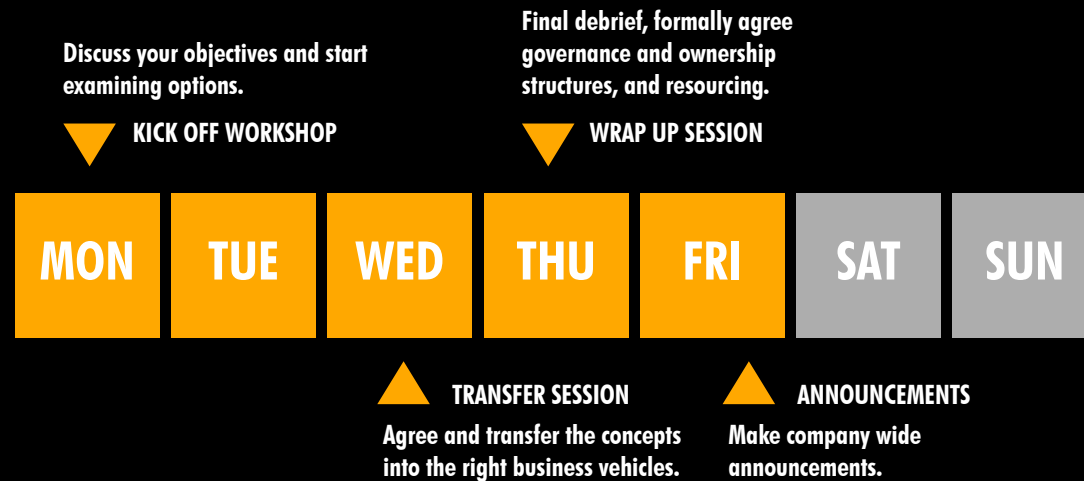 Discuss your objectives and start
examining options.
KICK OFF WORKSHOP
Final debrief, formally agree
governance and ownership
structures, and resourcing.
WRAP UP SESSION
MON
TUE
WED
THU
FRI
SAT
SUN
TRANSFER SESSION
Agree and transfer the concepts
into the right business vehicles.
ANNOUNCEMENTS
Make company wide
announcements.